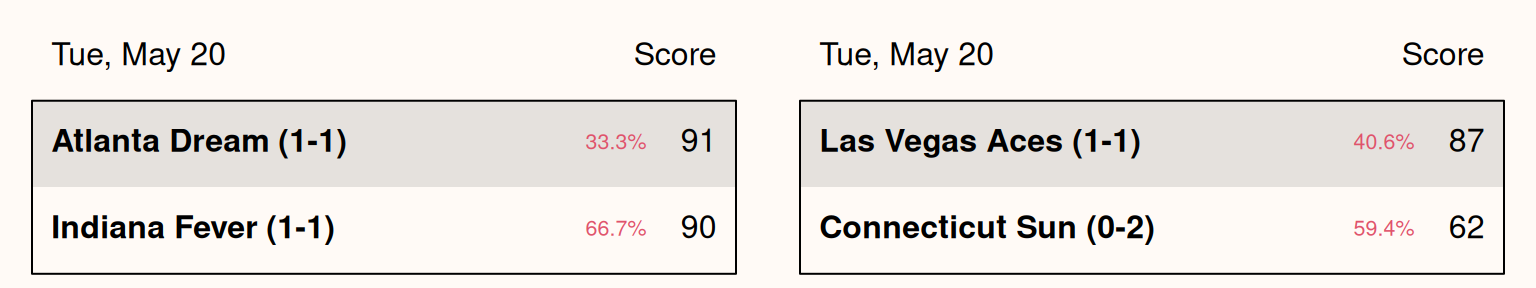 Tue, May 20 Score
Atlanta Dream (1-1) 33.3% 91
Indiana Fever (1-1) 66.7% 90
Tue, May 20 Score
Las Vegas Aces (1-1) 40.6% 87
Connecticut Sun (0-2) 59.4% 62